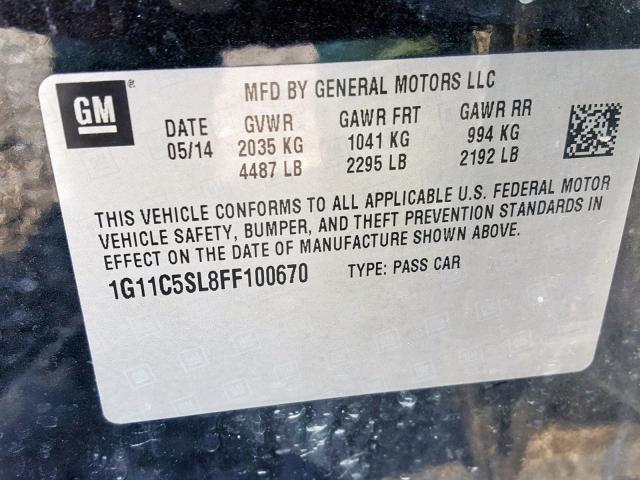 GM ®
MFD BY GENERAL MOTORS LLC
DATE GVWR GAWR FRT GAWR RR
05/14 2035 KG 1041 KG 994 KG
4487 LB 2295 LB 2192 LB
THIS VEHICLE CONFORMS TO ALL APPLICABLE U.S. FEDERAL MOTOR
VEHICLE SAFETY, BUMPER, AND THEFT PREVENTION STANDARDS IN
EFFECT ON THE DATE OF MANUFACTURE SHOWN ABOVE.
1G11C5SL8FF100670 TYPE: PASS CAR